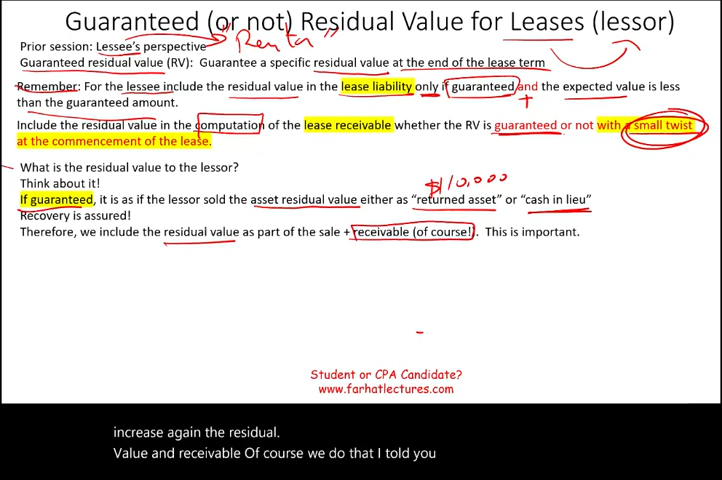 Guaranteed (or not) Residual Value for Leases (lessor)
Prior session: Lessee's perspective
Guaranteed residual value (RV): Guarantee a specific residual value at the end of the lease term
Remember: For the lessee include the residual value in the lease liability only if guaranteed and the expected value is less
than the guaranteed amount.
+
Include the residual value in the computation of the lease receivable whether the RV is guaranteed or not with a small twist
at the commencement of the lease.
What is the residual value to the lessor?
Think about it!
$110,000
If guaranteed, it is as if the lessor sold the asset residual value either as "returned asset" or "cash in lieu"
Recovery is assured!
Therefore, we include the residual value as part of the sale + receivable (of course!). This is important.
Student or CPA Candidate?
www.farhatlectures.com
increase again the residual.
Value and receivable Of course we do that I told you